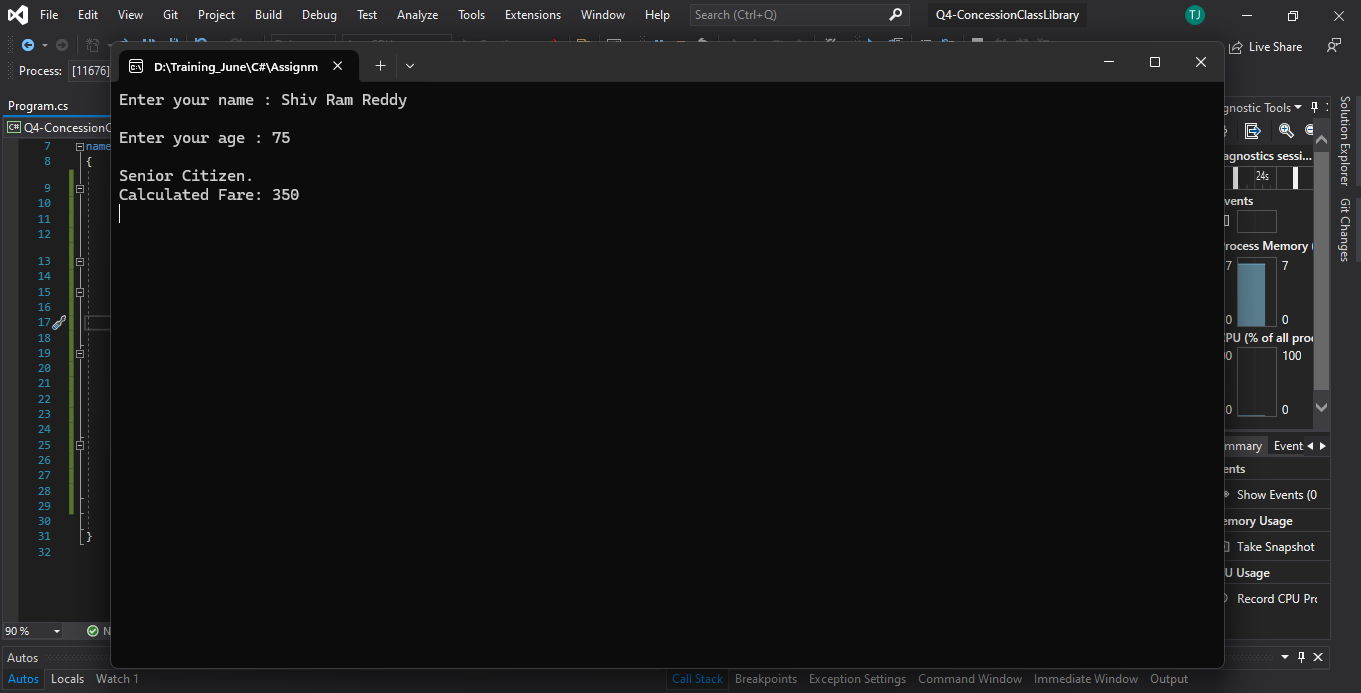 File Edit View Git Project Build Debug Test Analyze Tools Extensions Window Help Search (Ctrl+Q) Q4-ConcessionClassLibrary TJ
Live Share
Process: [11676]
D:\Training_June\C#\Assignm
Program.cs
C# Q4-ConcessionC
Enter your name : Shiv Ram Reddy
Enter your age : 75
Senior Citizen.
Calculated Fare: 350
7 name
8 {
9
10
11
12
13
14
15
16
17
18
19
20
21
22
23
24
25
26
27
28
29
30
31 }
32
gnostic Tools
agnostics sessi...
24s
vents
Process Memory (
7 7
0 0
CPU (% of all proc
00 100
0 0
mmary Event
ents
Show Events (0
emory Usage
Take Snapshot
U Usage
Record CPU Pr
Solution Explorer
Git Changes
90 % N
Autos
Autos Locals Watch 1 Call Stack Breakpoints Exception Settings Command Window Immediate Window Output